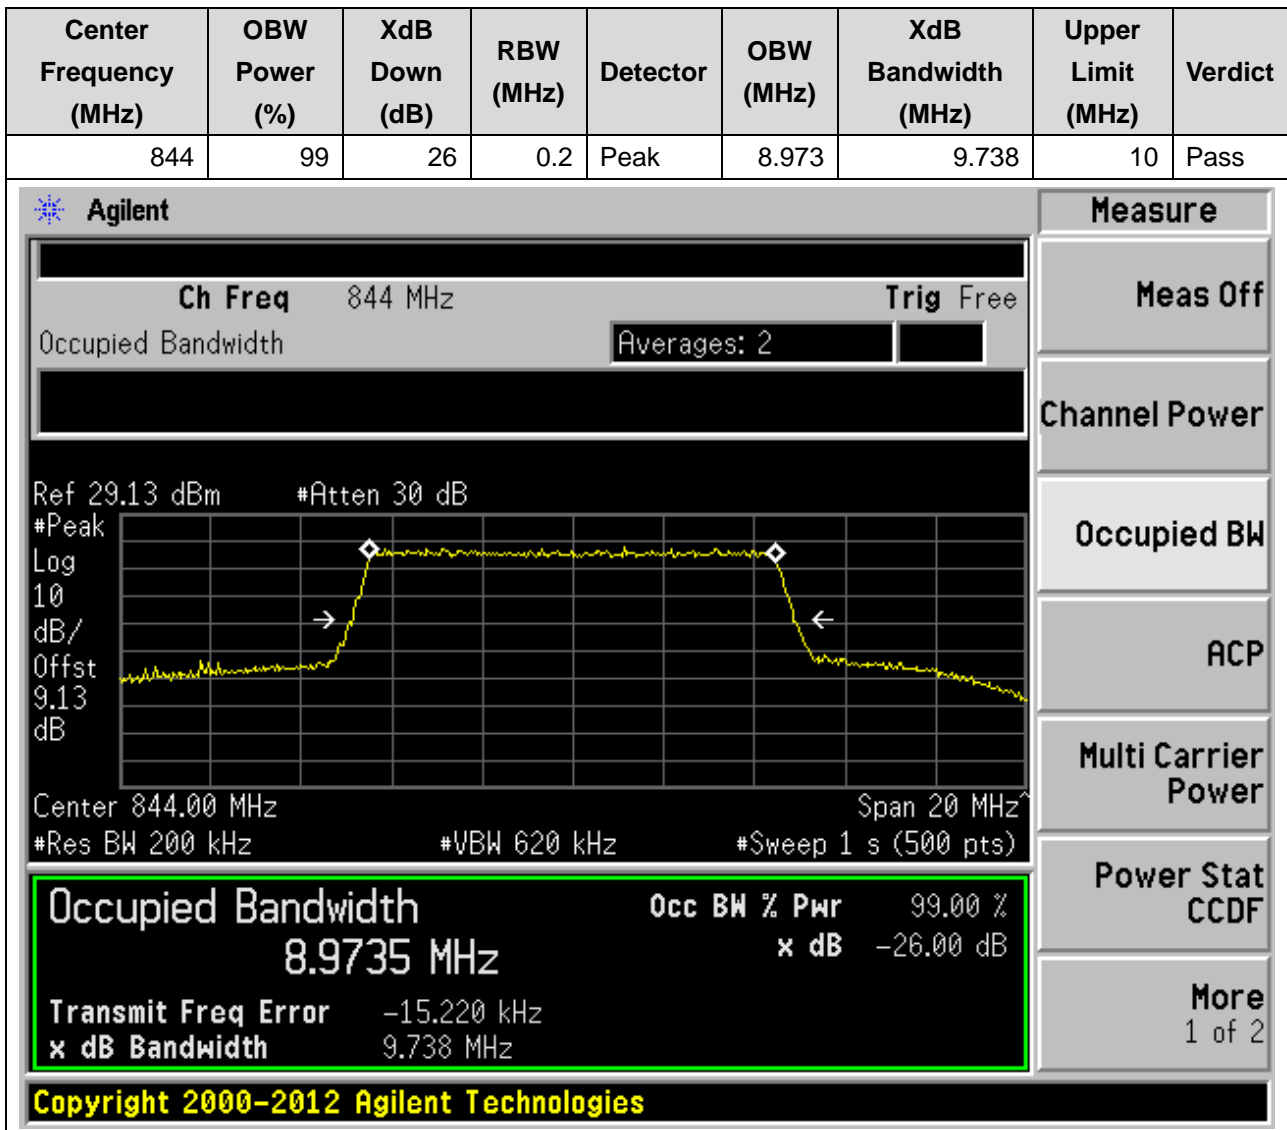 Center Frequency (MHz) OBW Power (%) XdB Down (dB) RBW (MHz) Detector OBW (MHz) XdB Bandwidth (MHz) Upper Limit (MHz) Verdict
844 99 26 0.2 Peak 8.973 9.738 10 Pass
Agilent
Measure
Ch Freq 844 MHz Trig Free
Meas Off
Occupied Bandwidth Averages: 2
Channel Power
Ref 29.13 dBm #Atten 30 dB
#Peak
Log
10
dB/
Offst
9.13
dB
Occupied BW
ACP
Multi Carrier
Power
Center 844.00 MHz Span 20 MHz^
#Res BW 200 kHz #VBW 620 kHz #Sweep 1 s (500 pts)
Power Stat
CCDF
Occupied Bandwidth Occ BW % Pwr 99.00 %
8.9735 MHz x dB -26.00 dB
Transmit Freq Error -15.220 kHz
x dB Bandwidth 9.738 MHz
More
1 of 2
Copyright 2000-2012 Agilent Technologies